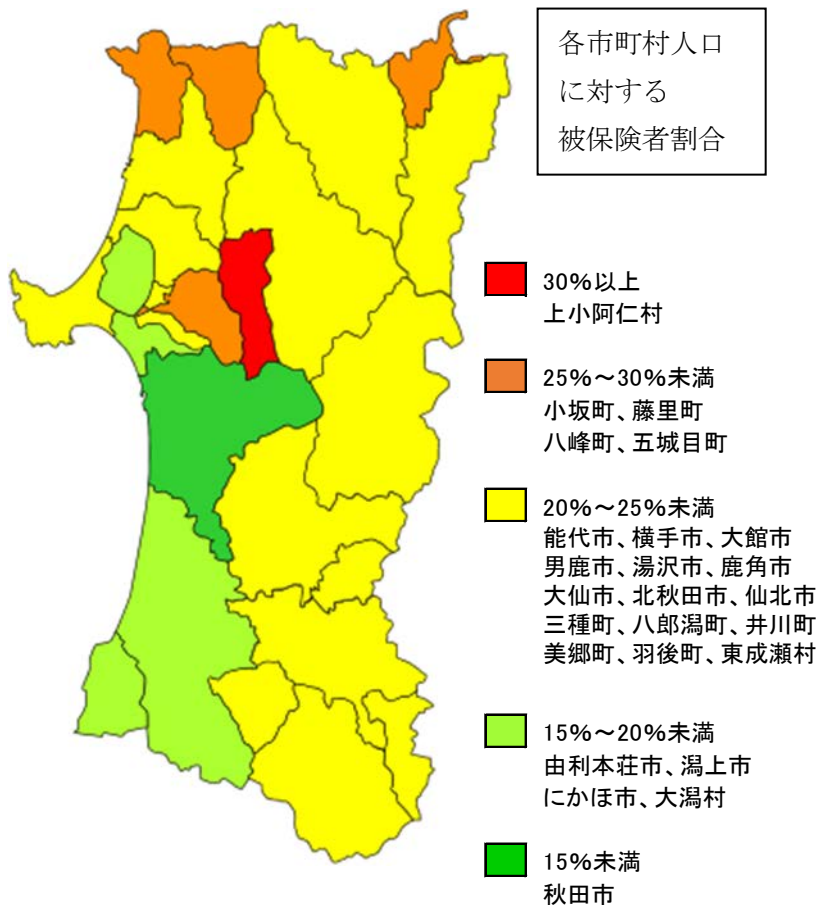 各市町村人口
に対する
被保険者割合
30%以上
上小阿仁村
25%～30%未満
小坂町、藤里町
八峰町、五城目町
20%～25%未満
能代市、横手市、大館市
男鹿市、湯沢市、鹿角市
大仙市、北秋田市、仙北市
三種町、八郎潟町、井川町
美郷町、羽後町、東成瀬村
15%～20%未満
由利本荘市、潟上市
にかほ市、大潟村
15%未満
秋田市